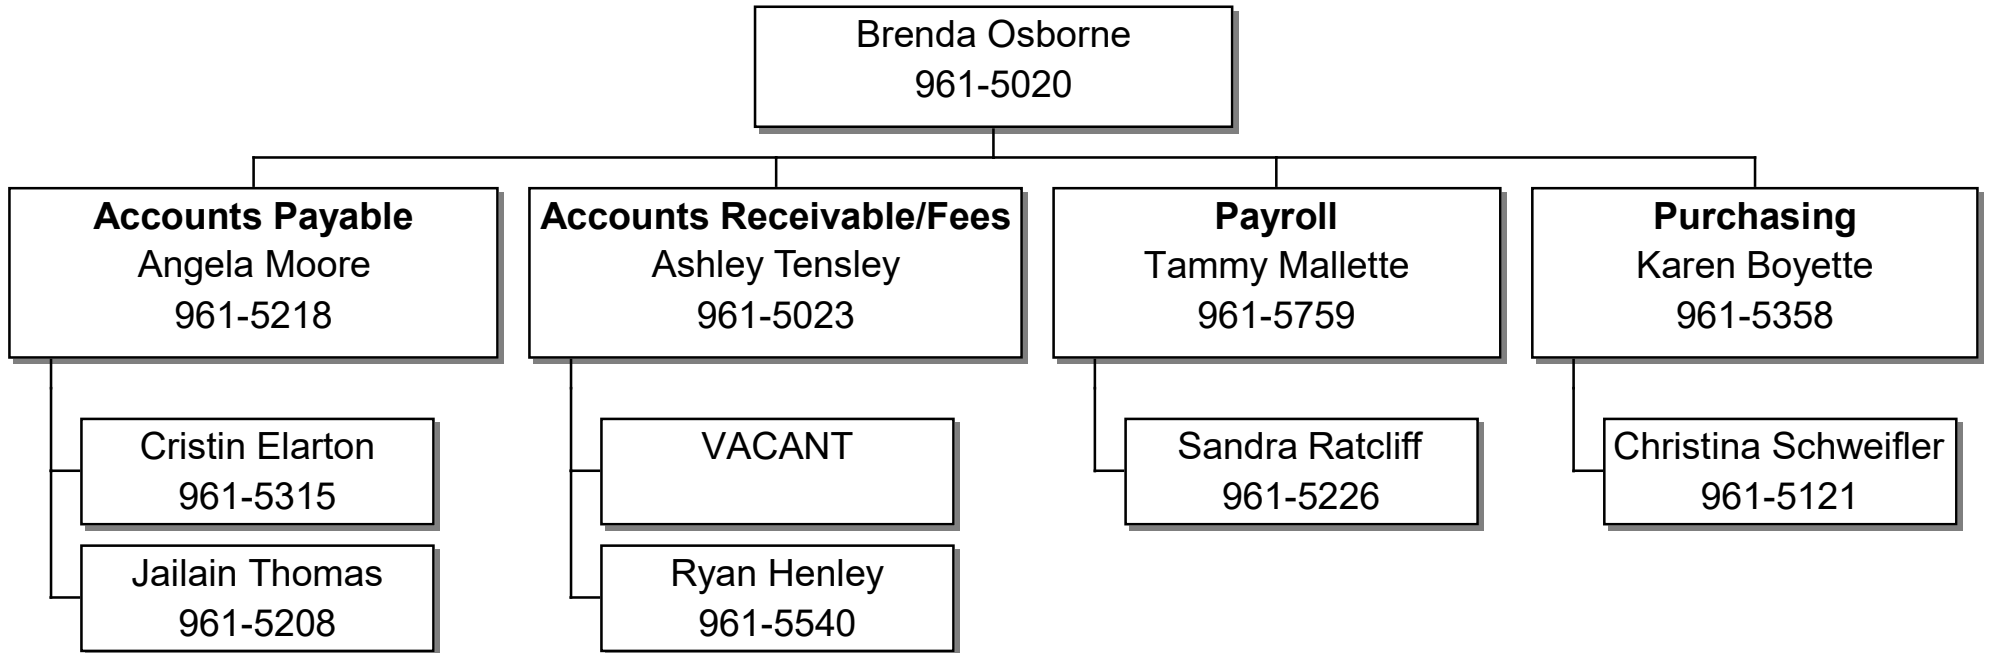 Brenda Osborne
961-5020
Accounts Payable
Angela Moore
961-5218
Accounts Receivable/Fees
Ashley Tensley
961-5023
Payroll
Tammy Mallette
961-5759
Purchasing
Karen Boyette
961-5358
Cristin Elarton
961-5315
Jailain Thomas
961-5208
VACANT
Ryan Henley
961-5540
Sandra Ratcliff
961-5226
Christina Schweifler
961-5121